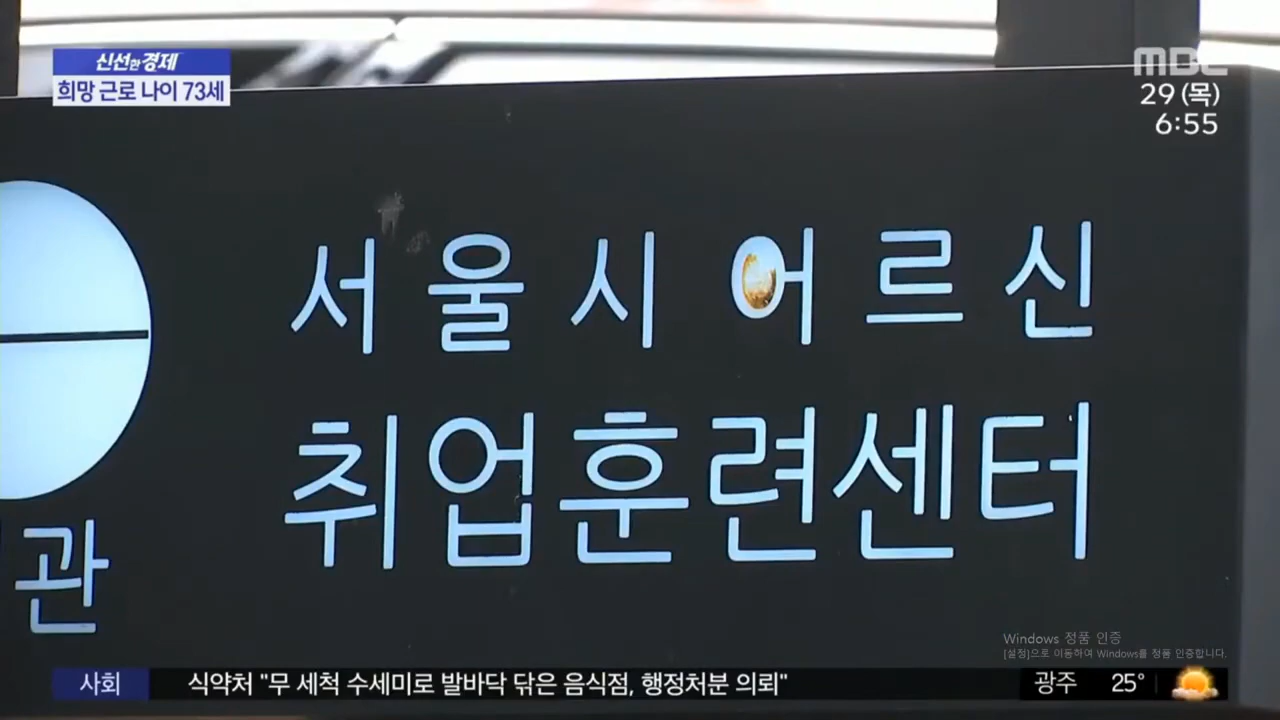 신선한 경제
희망 근로 나이 73세
MBC
29 (목)
6:55
서울시어르신
취업훈련센터
관
Windows 정품 인증
[설정]으로 이동하여 Windows를 정품 인증합니다.
사회
식약처 "무 세척 수세미로 발바닥 닦은 음식점, 행정처분 의뢰"
광주 25°